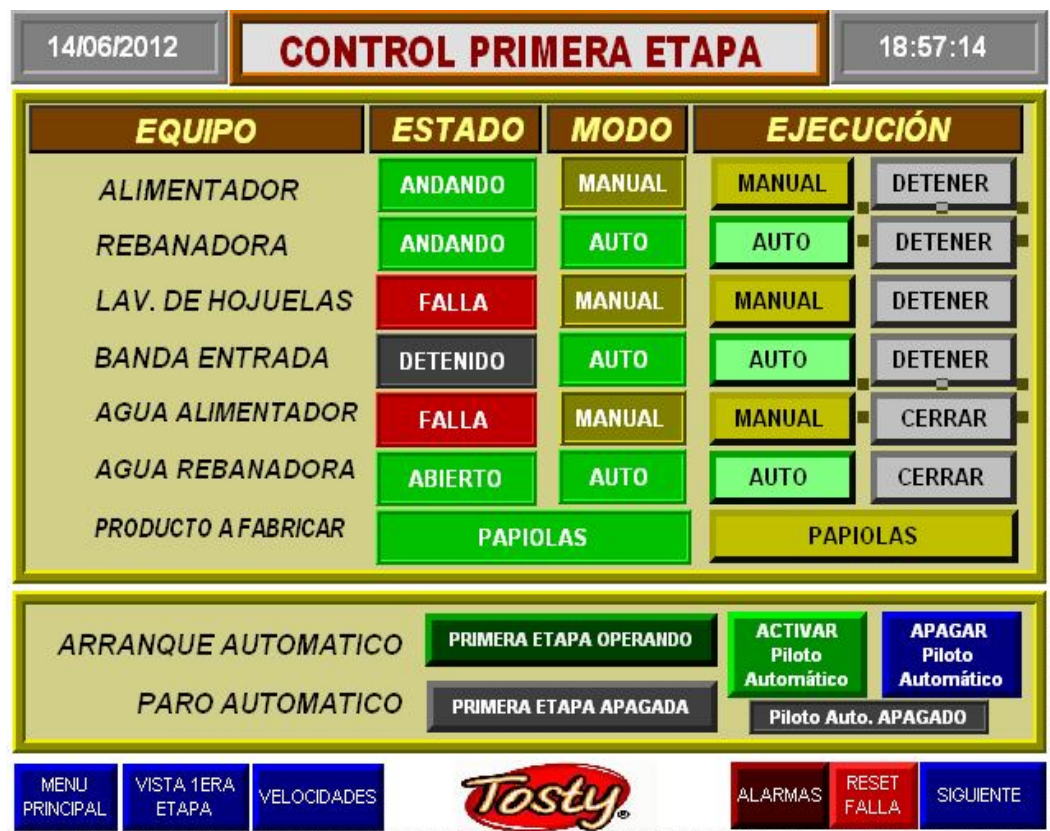 14/06/2012 CONTROL PRIMERA ETAPA 18:57:14
EQUIPO ESTADO MODO EJECUCIÓN
ALIMENTADOR ANDANDO MANUAL MANUAL DETENER
REBANADORA ANDANDO AUTO AUTO DETENER
LAV. DE HOJUELAS FALLA MANUAL MANUAL DETENER
BANDA ENTRADA DETENIDO AUTO AUTO DETENER
AGUA ALIMENTADOR FALLA MANUAL MANUAL CERRAR
AGUA REBANADORA ABIERTO AUTO AUTO CERRAR
PRODUCTO A FABRICAR PAPIOLAS PAPIOLAS
ARRANQUE AUTOMATICO PRIMERA ETAPA OPERANDO
ACTIVAR
Piloto
Automático
APAGAR
Piloto
Automático
PARO AUTOMATICO PRIMERA ETAPA APAGADA Piloto Auto. APAGADO
MENU
PRINCIPAL
VISTA 1ERA
ETAPA
VELOCIDADES
Tosty®
ALARMAS
RESET
FALLA
SIGUIENTE